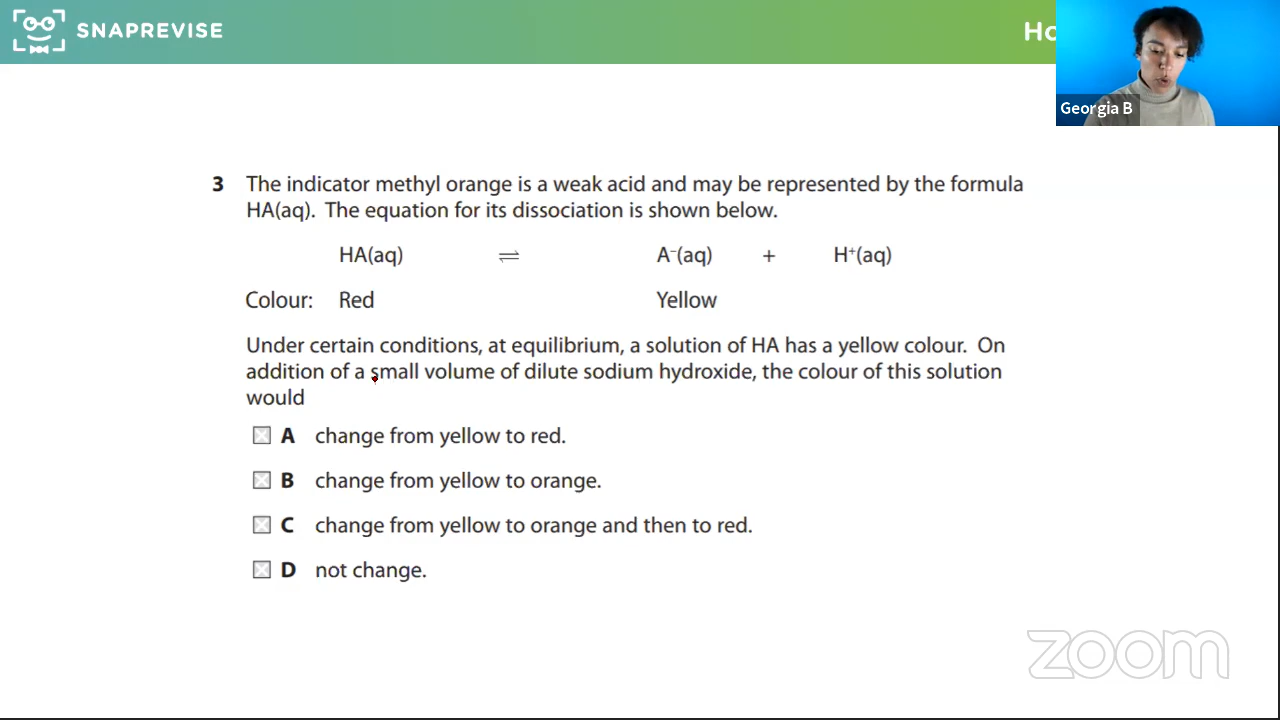 SNAPREVISE
Georgia B
3 The indicator methyl orange is a weak acid and may be represented by the formula
HA(aq). The equation for its dissociation is shown below.
HA(aq) ⇌ A⁻(aq) + H⁺(aq)
Colour: Red Yellow
Under certain conditions, at equilibrium, a solution of HA has a yellow colour. On
addition of a small volume of dilute sodium hydroxide, the colour of this solution
would
A change from yellow to red.
B change from yellow to orange.
C change from yellow to orange and then to red.
D not change.
zoom